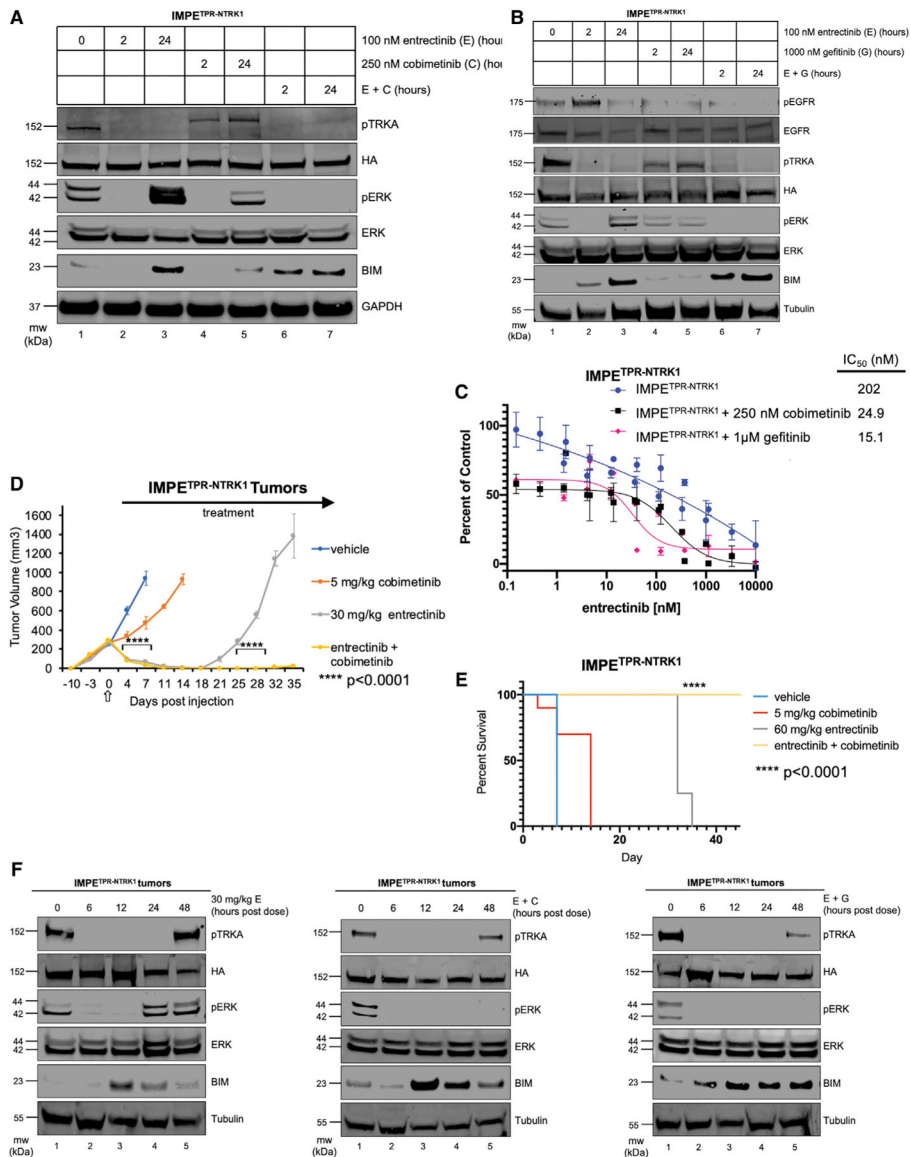 A
IMPE^TPR-NTRK1
0 2 24 100 nM entrectinib (E) (hou
2 24 250 nM cobimetinib (C) (hou
2 24 E + C (hours)
152 pTRKA
152 HA
44
42 pERK
44
42 ERK
23 BIM
37 GAPDH
mw
(kDa) 1 2 3 4 5 6 7
B
IMPE^TPR-NTRK1
0 2 24 100 nM entrectinib (E) (hours)
2 24 1000 nM gefitinib (G) (hours)
2 24 E + G (hours)
175 pEGFR
175 EGFR
152 pTRKA
152 HA
44
42 pERK
44
42 ERK
23 BIM
55 Tubulin
mw
(kDa) 1 2 3 4 5 6 7
C
IMPE^TPR-NTRK1
IC50 (nM)
IMPE^TPR-NTRK1 202
IMPE^TPR-NTRK1 + 250 nM cobimetinib 24.9
IMPE^TPR-NTRK1 + 1µM gefitinib 15.1
Percent of Control
100
50
0
0.1 1 10 100 1000 10000
entrectinib [nM]
D
IMPE^TPR-NTRK1 Tumors
treatment
Tumor Volume (mm3)
1600
1400
1200
1000
800
600
400
200
0
-10 -3 0 4 7 11 14 18 21 25 28 32 35
Days post injection
****
****
vehicle
5 mg/kg cobimetinib
30 mg/kg entrectinib
entrectinib +
cobimetinib
**** p<0.0001
E
IMPE^TPR-NTRK1
****
Percent Survival
100
50
0
0 20 40
Day
vehicle
5 mg/kg cobimetinib
60 mg/kg entrectinib
entrectinib + cobimetinib
**** p<0.0001
F
IMPE^TPR-NTRK1 tumors
30 mg/kg E
0 6 12 24 48 (hours post dose)
152 pTRKA
152 HA
44
42 pERK
44
42 ERK
23 BIM
55 Tubulin
mw
(kDa) 1 2 3 4 5
IMPE^TPR-NTRK1 tumors
E + C
0 6 12 24 48 (hours post dose)
152 pTRKA
152 HA
44
42 pERK
44
42 ERK
23 BIM
55 Tubulin
mw
(kDa) 1 2 3 4 5
IMPE^TPR-NTRK1 tumors
E + G
0 6 12 24 48 (hours post dose)
152 pTRKA
152 HA
44
42 pERK
44
42 ERK
23 BIM
55 Tubulin
mw
(kDa) 1 2 3 4 5